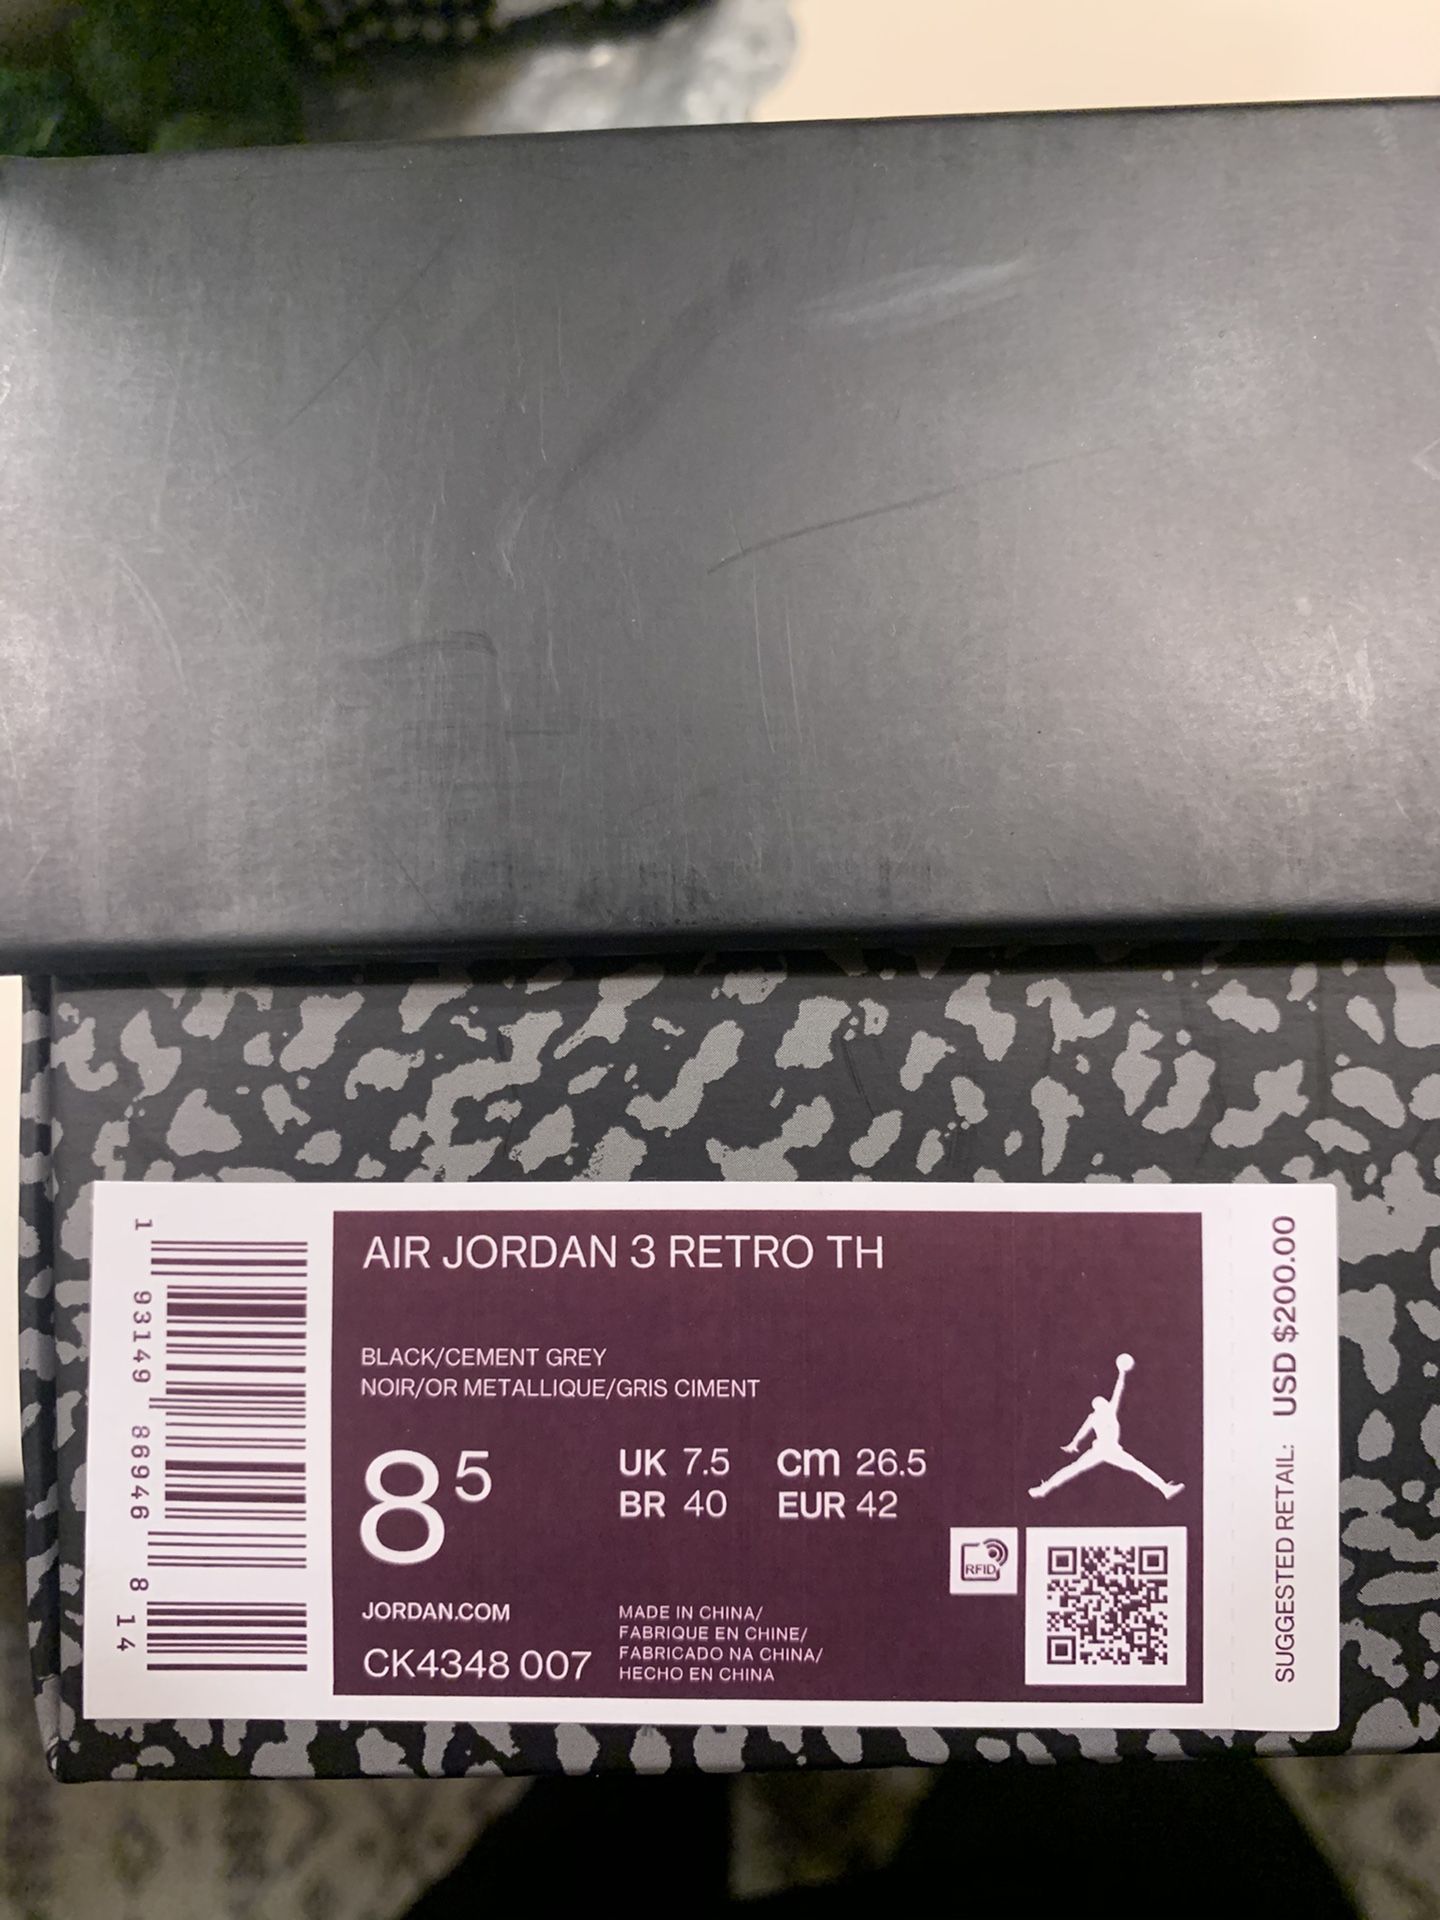 AIR JORDAN 3 RETRO TH
BLACK/CEMENT GREY
NOIR/OR METALLIQUE/GRIS CIMENT
8 5
UK 7.5 cm 26.5
BR 40 EUR 42
RFID
JORDAN.COM
CK4348 007
MADE IN CHINA/
FABRIQUE EN CHINE/
FABRICADO NA CHINA/
HECHO EN CHINA
1 93149 86946 8
14
SUGGESTED RETAIL: USD $200.00